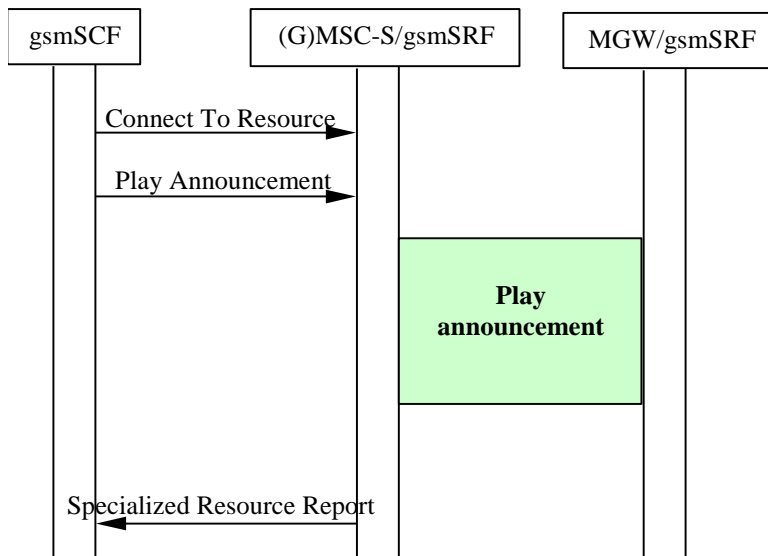 gsmSCF
(G)MSC-S/gsmSRF
MGW/gsmSRF
Connect To Resource
Play Announcement
Play
announcement
Specialized Resource Report